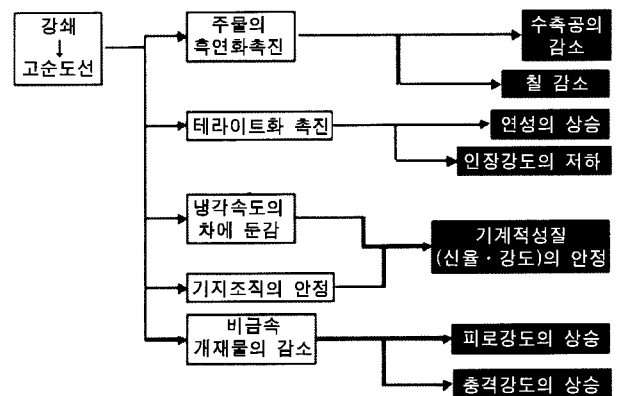 강쇄
↓
고순도선
주물의
흑연화촉진
수축공의
감소
칠 감소
테라이트화 촉진
연성의 상승
인장강도의 저하
냉각속도의
차에 둔감
기계적성질
(신율·강도)의 안정
기지조직의 안정
비금속
개재물의 감소
피로강도의 상승
충격강도의 상승